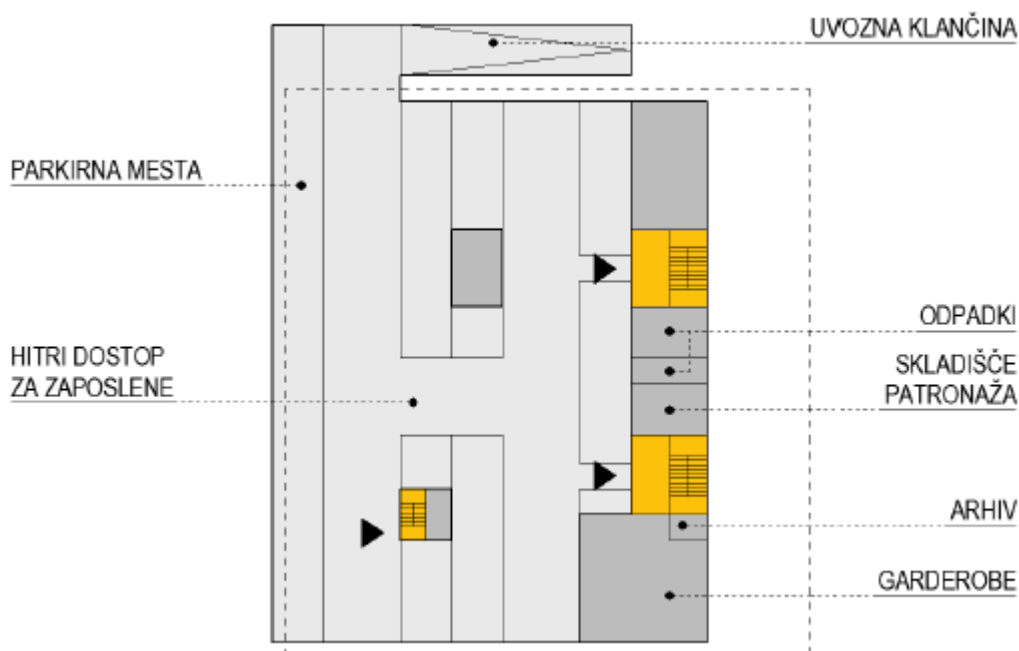 UVOZNA KLANČINA
PARKIRNA MESTA
ODPADKI
HITRI DOSTOP
ZA ZAPOSLENE
SKLADIŠČE
PATRONAŽA
ARHIV
GARDEROBE